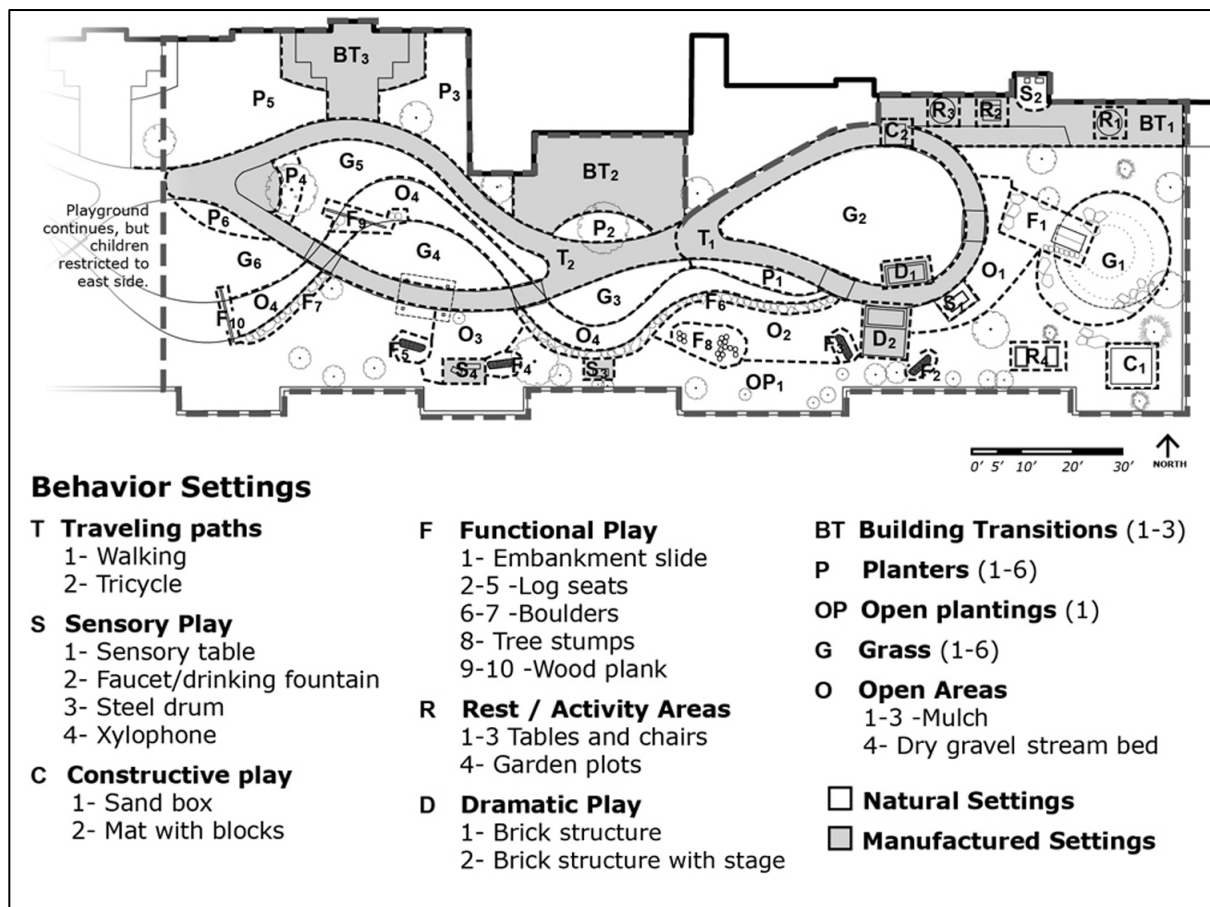 BT3
P5
P3
S2
R3
R2
R1
BT1
C2
G5
P4
O4
F9
BT2
P2
G2
F1
G1
Playground
continues, but
children
restricted to
east side.
P6
G6
G4
T2
T1
P1
D1
O1
O4
F7
F10
G3
F6
O2
S
D2
O3
F5
S4
F4
O4
S3
F8
F
F2
R4
C1
OP1
0' 5' 10' 20' 30'
NORTH
Behavior Settings
T Traveling paths
1- Walking
2- Tricycle
S Sensory Play
1- Sensory table
2- Faucet/drinking fountain
3- Steel drum
4- Xylophone
C Constructive play
1- Sand box
2- Mat with blocks
F Functional Play
1- Embankment slide
2-5 -Log seats
6-7 -Boulders
8- Tree stumps
9-10 -Wood plank
R Rest / Activity Areas
1-3 Tables and chairs
4- Garden plots
D Dramatic Play
1- Brick structure
2- Brick structure with stage
BT Building Transitions (1-3)
P Planters (1-6)
OP Open plantings (1)
G Grass (1-6)
O Open Areas
1-3 -Mulch
4- Dry gravel stream bed
Natural Settings
Manufactured Settings